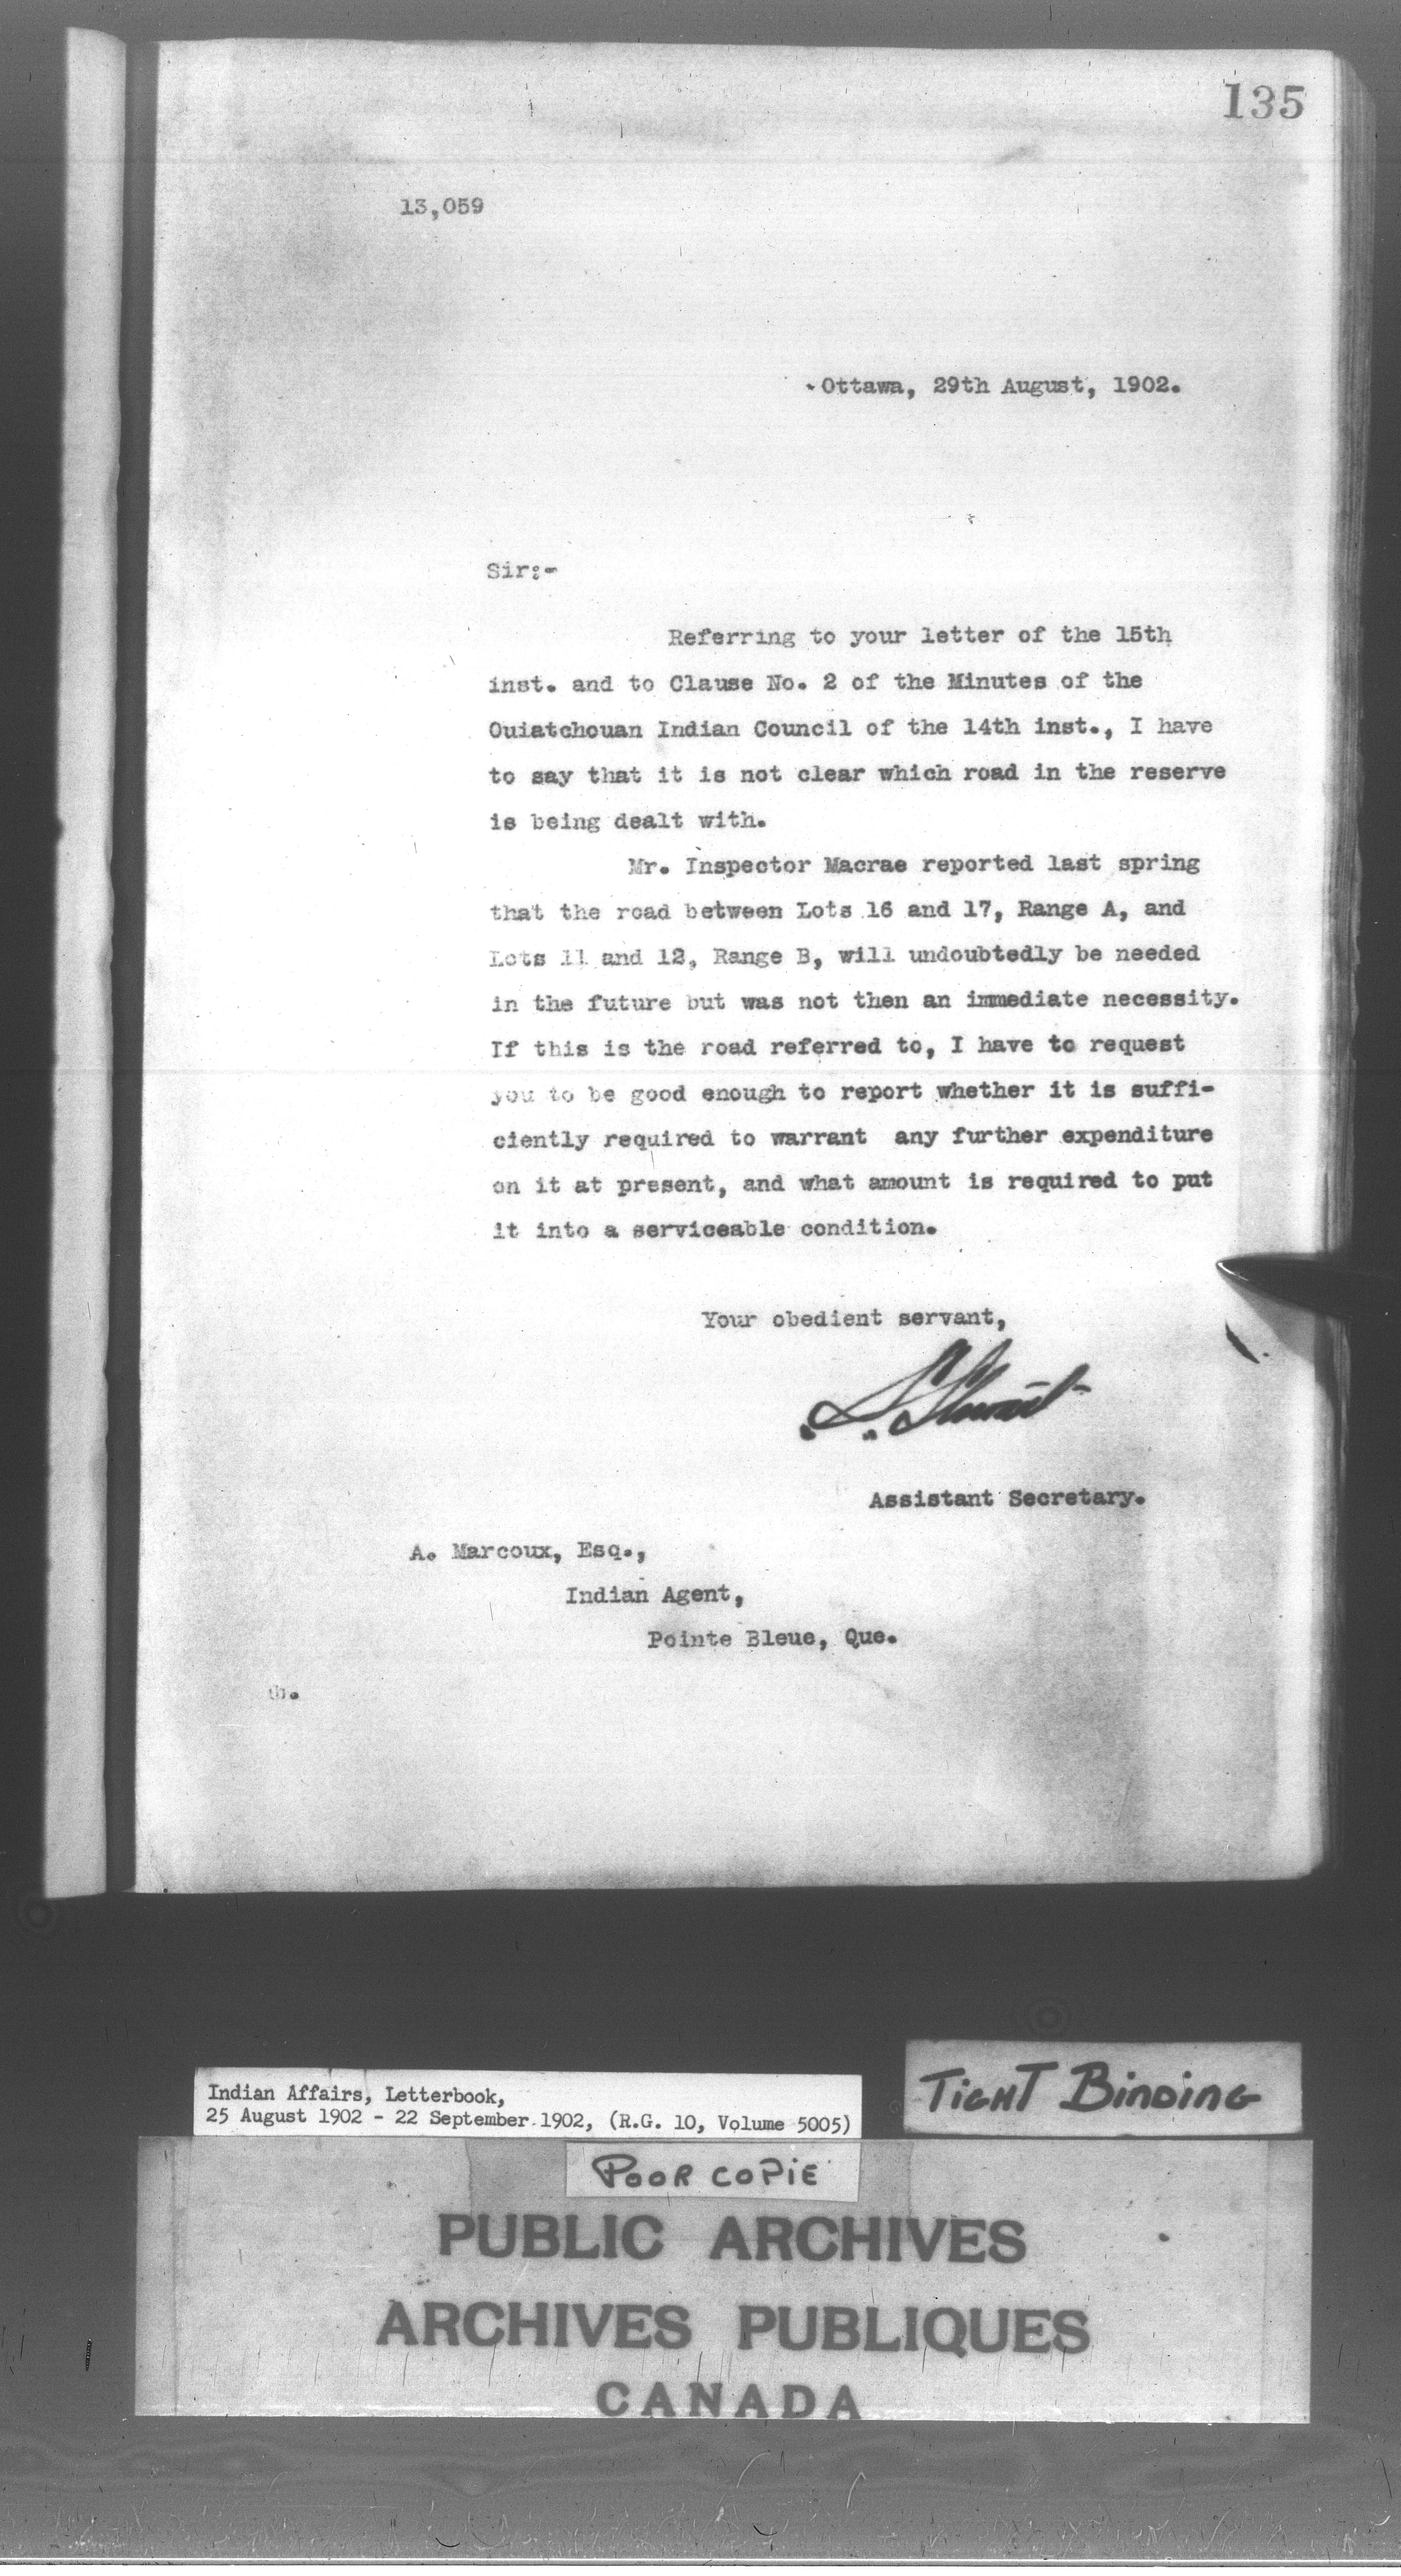 135
13,059
Ottawa, 29th August, 1902.
Sir:-
Referring to your letter of the 15th
inst. and to Clause No. 2 of the Minutes of the
Ouiatchouan Indian Council of the 14th inst., I have
to say that it is not clear which road in the reserve
is being dealt with.
Mr. Inspector Macrae reported last spring
that the road between Lots 16 and 17, Range A, and
Lots 11 and 12, Range B, will undoubtedly be needed
in the future but was not then an immediate necessity.
If this is the road referred to, I have to request
you to be good enough to report whether it is suffi-
ciently required to warrant any further expenditure
on it at present, and what amount is required to put
it into a serviceable condition.
Your obedient servant,
S. Stewart
Assistant Secretary.
A. Marcoux, Esq.,
Indian Agent,
Pointe Bleue, Que.
Indian Affairs, Letterbook,
25 August 1902 - 22 September 1902, (R.G. 10, Volume 5005)
TIGHT BINDING
POOR COPIE
PUBLIC ARCHIVES
ARCHIVES PUBLIQUES
CANADA